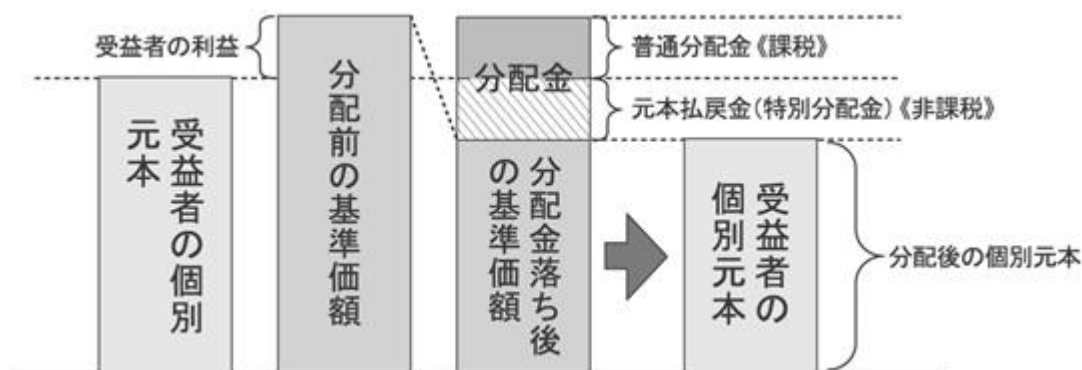 受益者の利益
受益者の個別
元本
分配前の基準価額
分配金
普通分配金《課税》
元本払戻金(特別分配金)《非課税》
分配金落ち後
の基準価額
受益者の
個別元本
分配後の個別元本